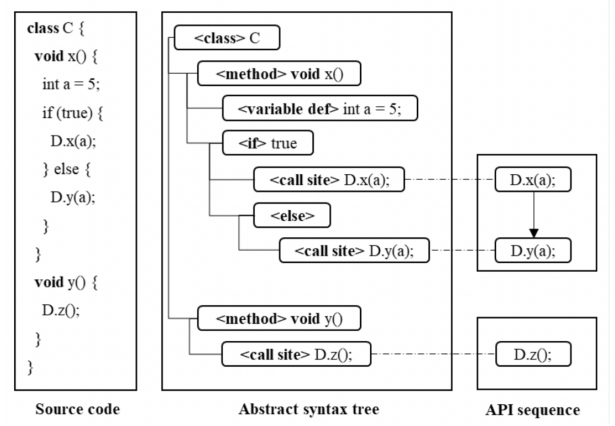 class C {
void x() {
int a = 5;
if (true) {
D.x(a);
} else {
D.y(a);
}
}
void y() {
D.z();
}
}
Source code
<class> C
<method> void x()
<variable def> int a = 5;
<if> true
<call site> D.x(a);
<else>
<call site> D.y(a);
<method> void y()
<call site> D.z();
Abstract syntax tree
D.x(a);
D.y(a);
D.z();
API sequence